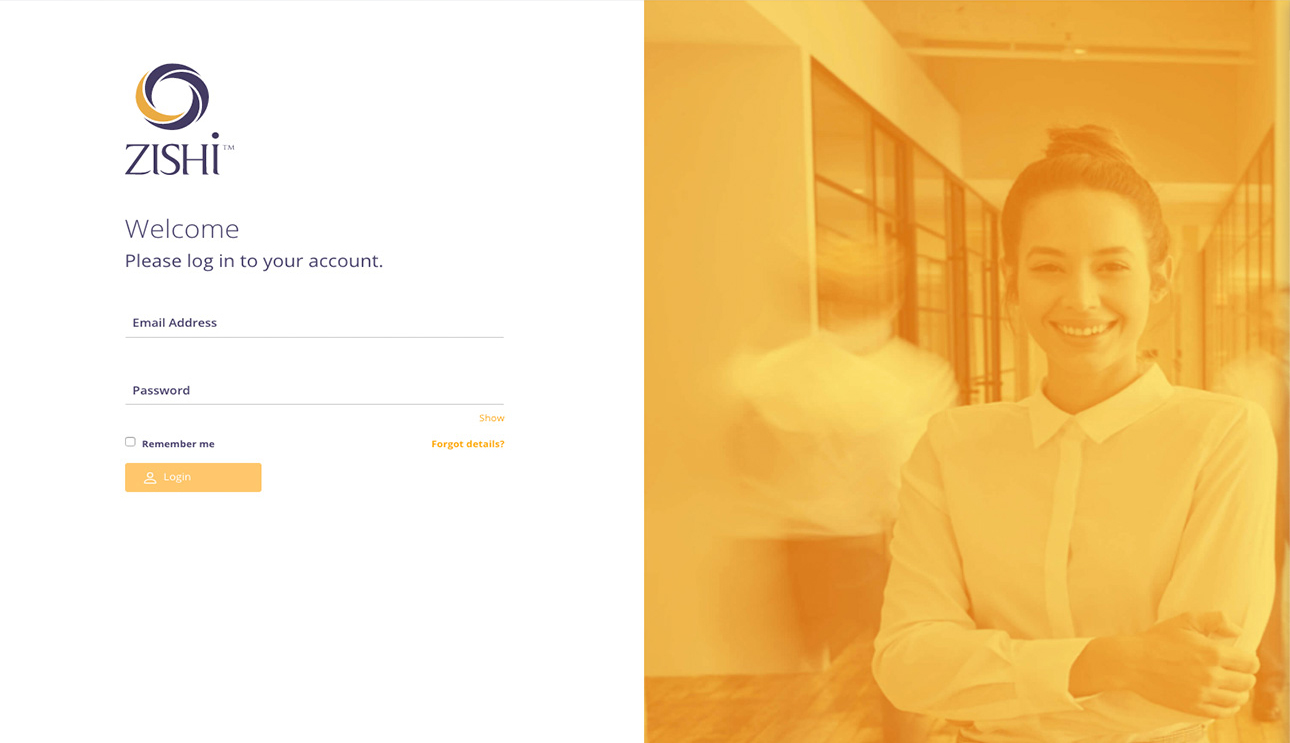 ZISHi™
Welcome
Please log in to your account.
Email Address
Password
Show
Remember me
Forgot details?
Login